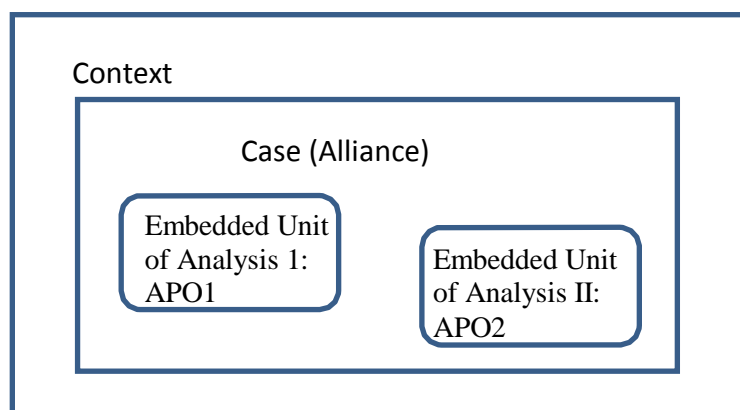 Context
Case (Alliance)
Embedded Unit
of Analysis 1:
APO1
Embedded Unit
of Analysis II:
APO2